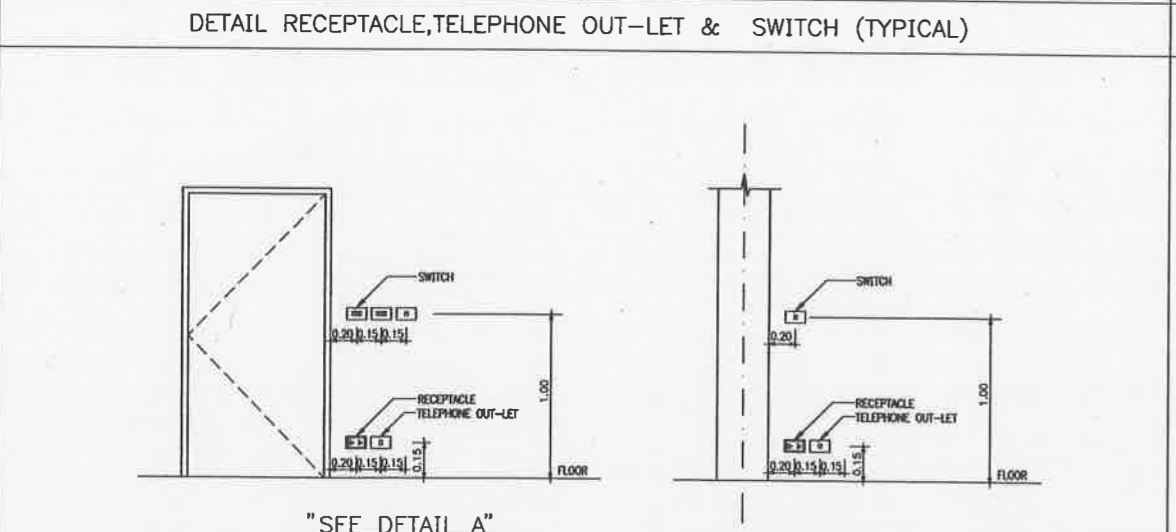 DETAIL RECEPTACLE,TELEPHONE OUT-LET & SWITCH (TYPICAL)
SWITCH
0.20 0.15 0.15
1.00
RECEPTACLE
TELEPHONE OUT-LET
0.20 0.15 0.15
0.15
FLOOR
"SEE DETAIL A"
SWITCH
0.20
1.00
RECEPTACLE
TELEPHONE OUT-LET
0.20 0.15 0.15
0.15
FLOOR